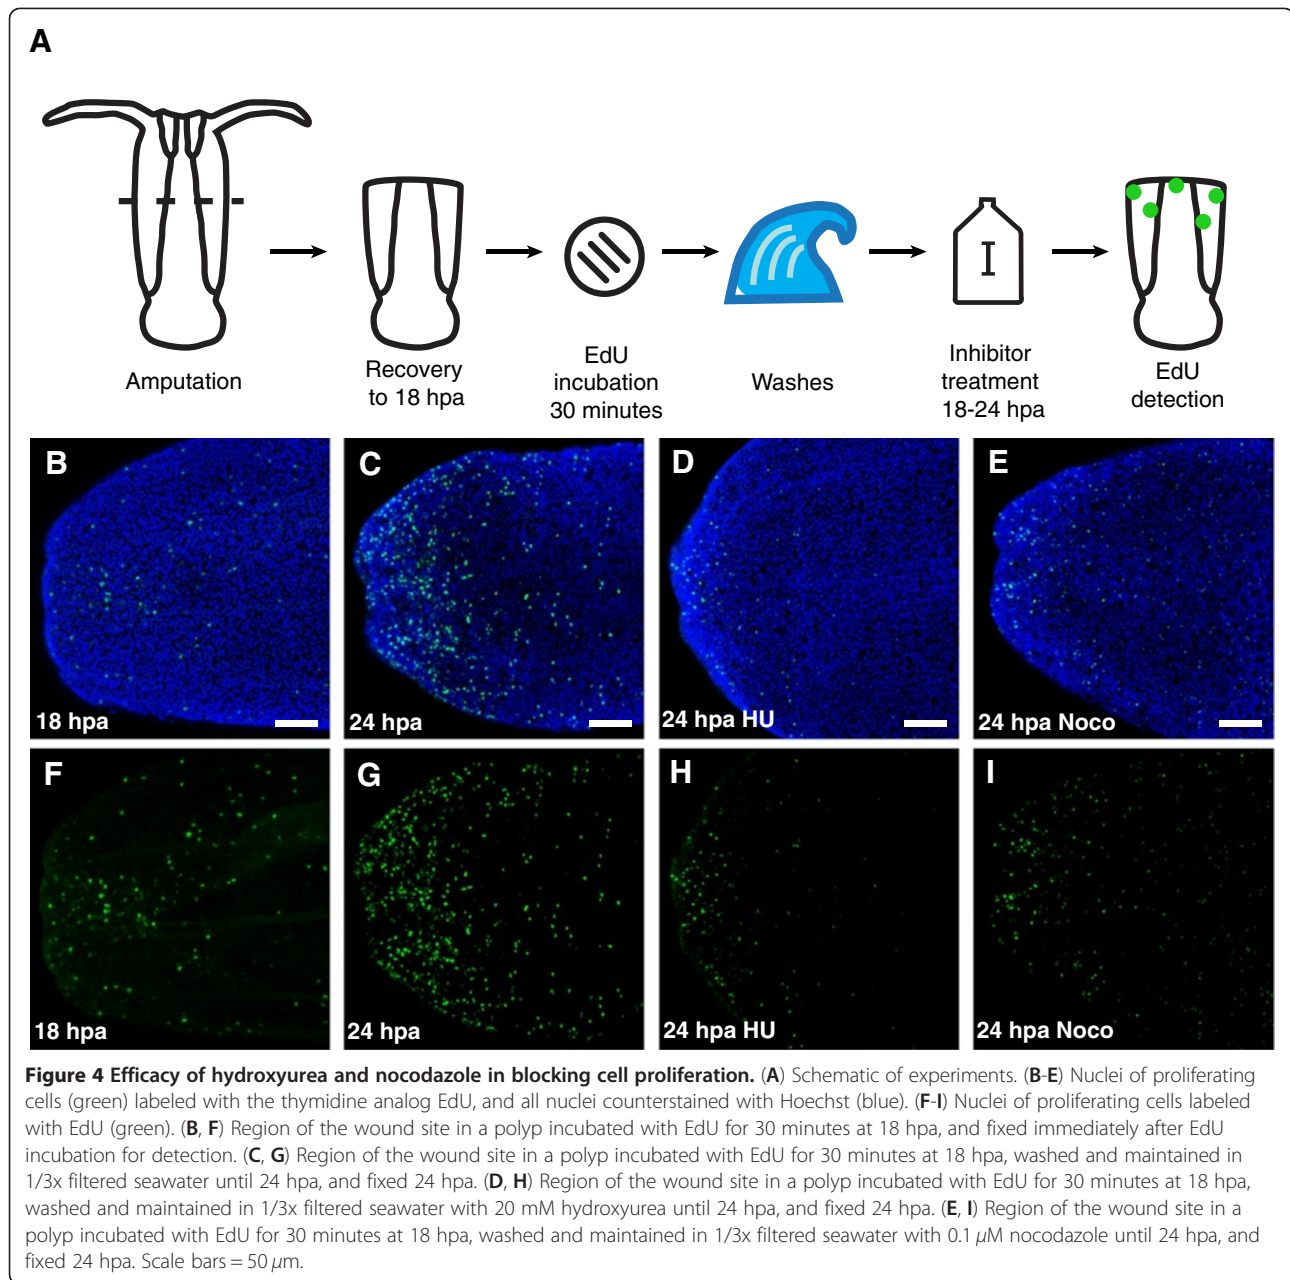 A
Amputation
Recovery
to 18 hpa
EdU
incubation
30 minutes
Washes
I
Inhibitor
treatment
18-24 hpa
EdU
detection
B
18 hpa
C
24 hpa
D
24 hpa HU
E
24 hpa Noco
F
18 hpa
G
24 hpa
H
24 hpa HU
I
24 hpa Noco
Figure 4 Efficacy of hydroxyurea and nocodazole in blocking cell proliferation. (A) Schematic of experiments. (B-E) Nuclei of proliferating
cells (green) labeled with the thymidine analog EdU, and all nuclei counterstained with Hoechst (blue). (F-I) Nuclei of proliferating cells labeled
with EdU (green). (B, F) Region of the wound site in a polyp incubated with EdU for 30 minutes at 18 hpa, and fixed immediately after EdU
incubation for detection. (C, G) Region of the wound site in a polyp incubated with EdU for 30 minutes at 18 hpa, washed and maintained in
1/3x filtered seawater until 24 hpa, and fixed 24 hpa. (D, H) Region of the wound site in a polyp incubated with EdU for 30 minutes at 18 hpa,
washed and maintained in 1/3x filtered seawater with 20 mM hydroxyurea until 24 hpa, and fixed 24 hpa. (E, I) Region of the wound site in a
polyp incubated with EdU for 30 minutes at 18 hpa, washed and maintained in 1/3x filtered seawater with 0.1 μM nocodazole until 24 hpa, and
fixed 24 hpa. Scale bars = 50 μm.